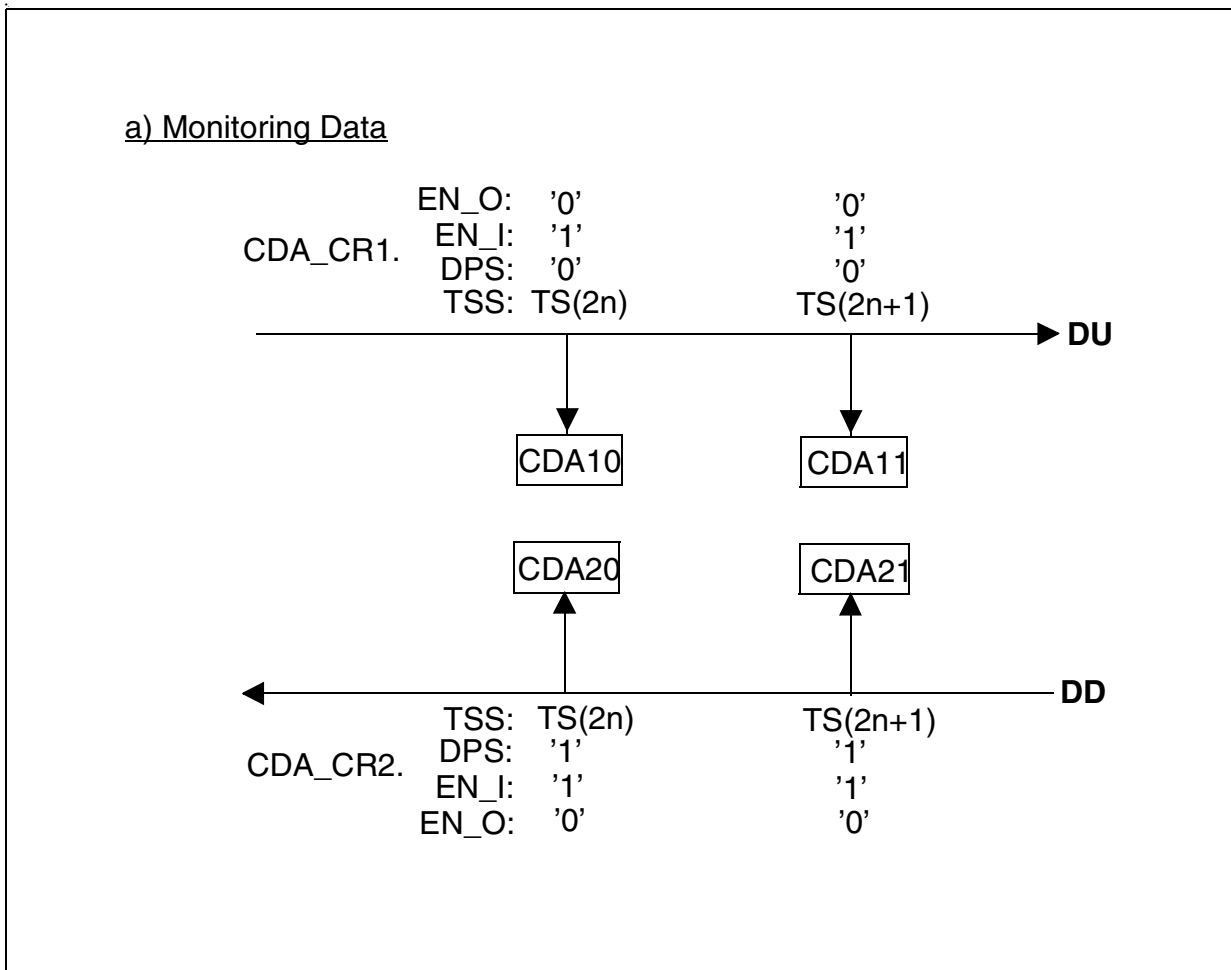 a) Monitoring Data
EN_O: ’0’ ’0’
EN_I: ’1’ ’1’
CDA_CR1.
DPS: ’0’ ’0’
TSS: TS(2n) TS(2n+1)
DU
CDA10 CDA11
CDA20 CDA21
DD
TSS: TS(2n) TS(2n+1)
DPS: ’1’ ’1’
CDA_CR2.
EN_I: ’1’ ’1’
EN_O: ’0’ ’0’